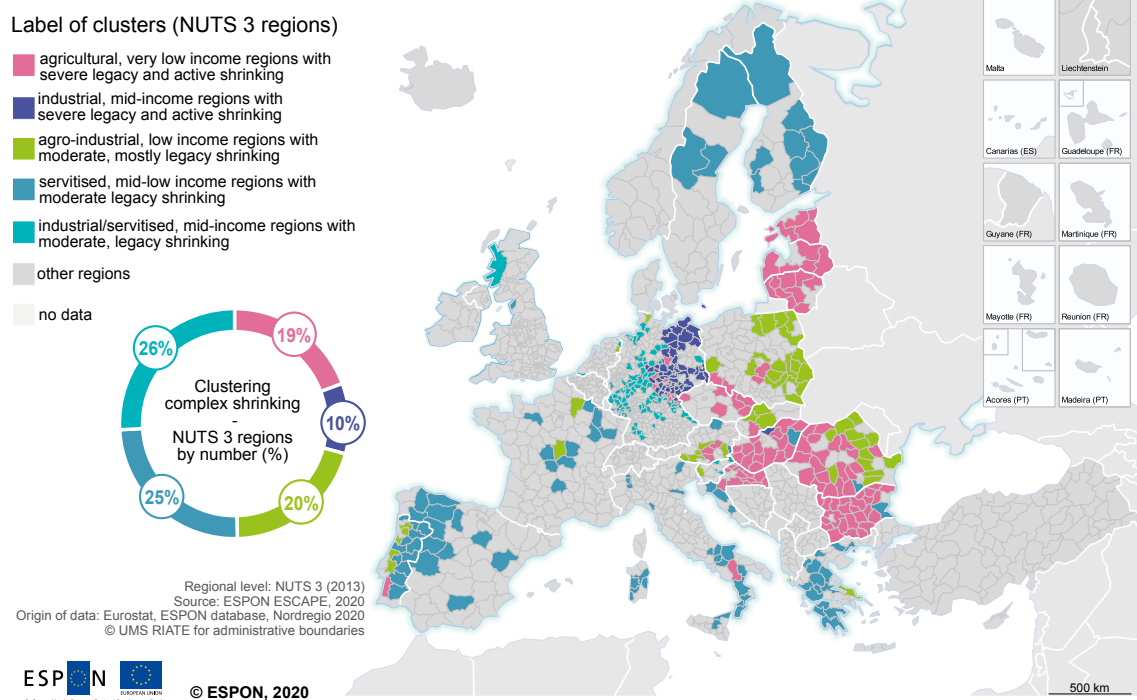 Label of clusters (NUTS 3 regions)
agricultural, very low income regions with
severe legacy and active shrinking
industrial, mid-income regions with
severe legacy and active shrinking
agro-industrial, low income regions with
moderate, mostly legacy shrinking
servitised, mid-low income regions with
moderate legacy shrinking
industrial/servitised, mid-income regions with
moderate, legacy shrinking
other regions
no data
26%
19%
10%
20%
25%
Clustering
complex shrinking
-
NUTS 3 regions
by number (%)
Malta
Liechtenstein
Canarias (ES)
Guadeloupe (FR)
Guyane (FR)
Martinique (FR)
Mayotte (FR)
Reunion (FR)
Acores (PT)
Madeira (PT)
Regional level: NUTS 3 (2013)
Source: ESPON ESCAPE, 2020
Origin of data: Eurostat, ESPON database, Nordregio 2020
© UMS RIATE for administrative boundaries
ESPON
EUROPEAN UNION
© ESPON, 2020
500 km